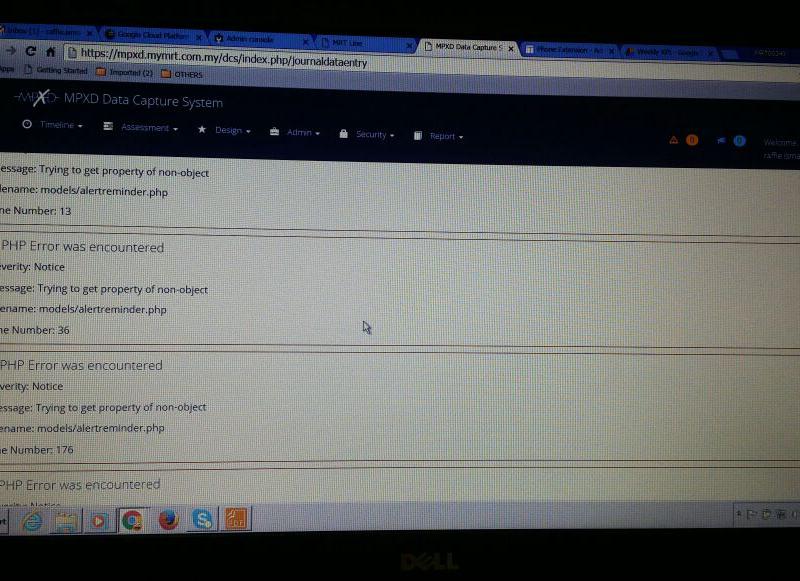 Inbox (1) - raffie.isma
Google Cloud Platform
Admin console
MRT Line
MPXD Data Capture S
Phone Extension - Ad
Weekly KPI - Google
https://mpxd.mymrt.com.my/dcs/index.php/journaldataentry
Apps Getting Started Imported (2) OTHERS
MPXD MPXD Data Capture System
Timeline Assessment Design Admin Security Report 0 0 Welcome,
raffie.isma
essage: Trying to get property of non-object
lename: models/alertreminder.php
ne Number: 13
PHP Error was encountered
everity: Notice
essage: Trying to get property of non-object
ename: models/alertreminder.php
ne Number: 36
PHP Error was encountered
verity: Notice
essage: Trying to get property of non-object
ename: models/alertreminder.php
e Number: 176
PHP Error was encountered
verity: Notice
DELL